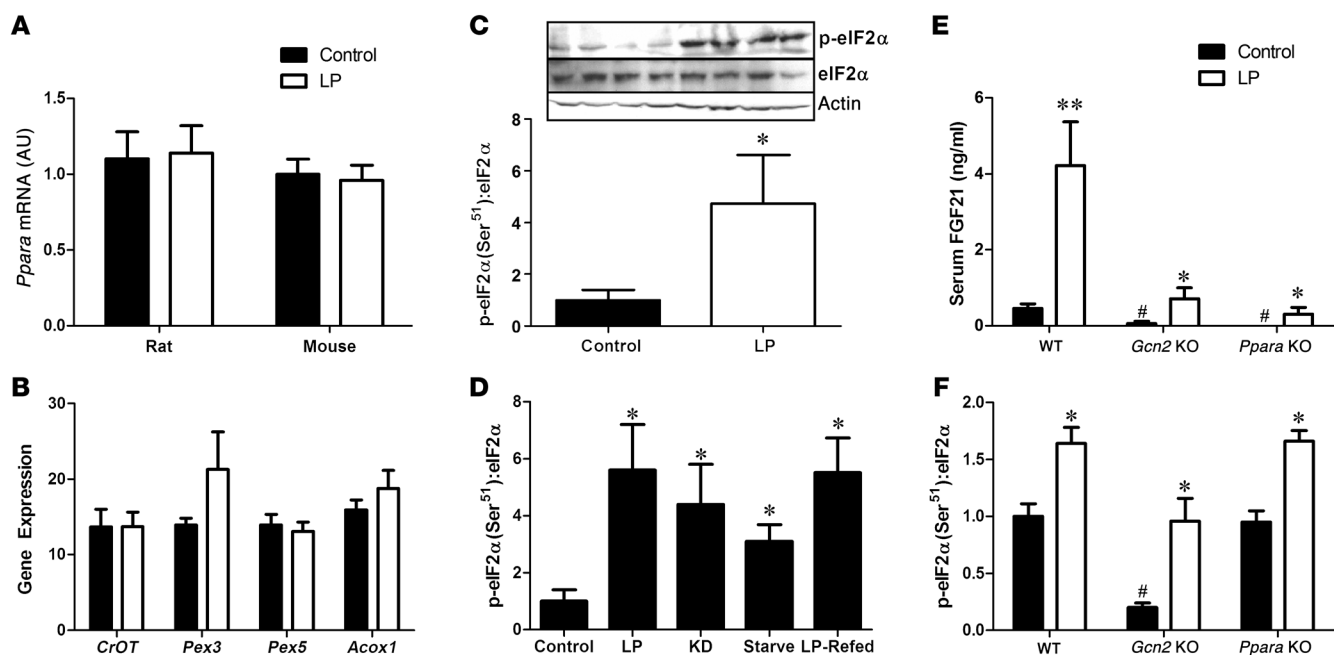 A
Control
LP
Ppara mRNA (AU)
1.5
1.0
0.5
0.0
Rat Mouse
B
Gene Expression
30
20
10
0
CrOT Pex3 Pex5 Acox1
C
p-eIF2α
eIF2α
Actin
p-eIF2α(Ser51):eIF2α
8
6
4
2
0
*
Control LP
D
p-eIF2α(Ser51):eIF2α
8
6
4
2
0
* * * *
Control LP KD Starve LP-Refed
E
Control
LP
Serum FGF21 (ng/ml)
6
4
2
0
** # * # *
WT Gcn2 KO Ppara KO
F
p-eIF2α(Ser51):eIF2α
2.0
1.5
1.0
0.5
0.0
* # * *
WT Gcn2 KO Ppara KO